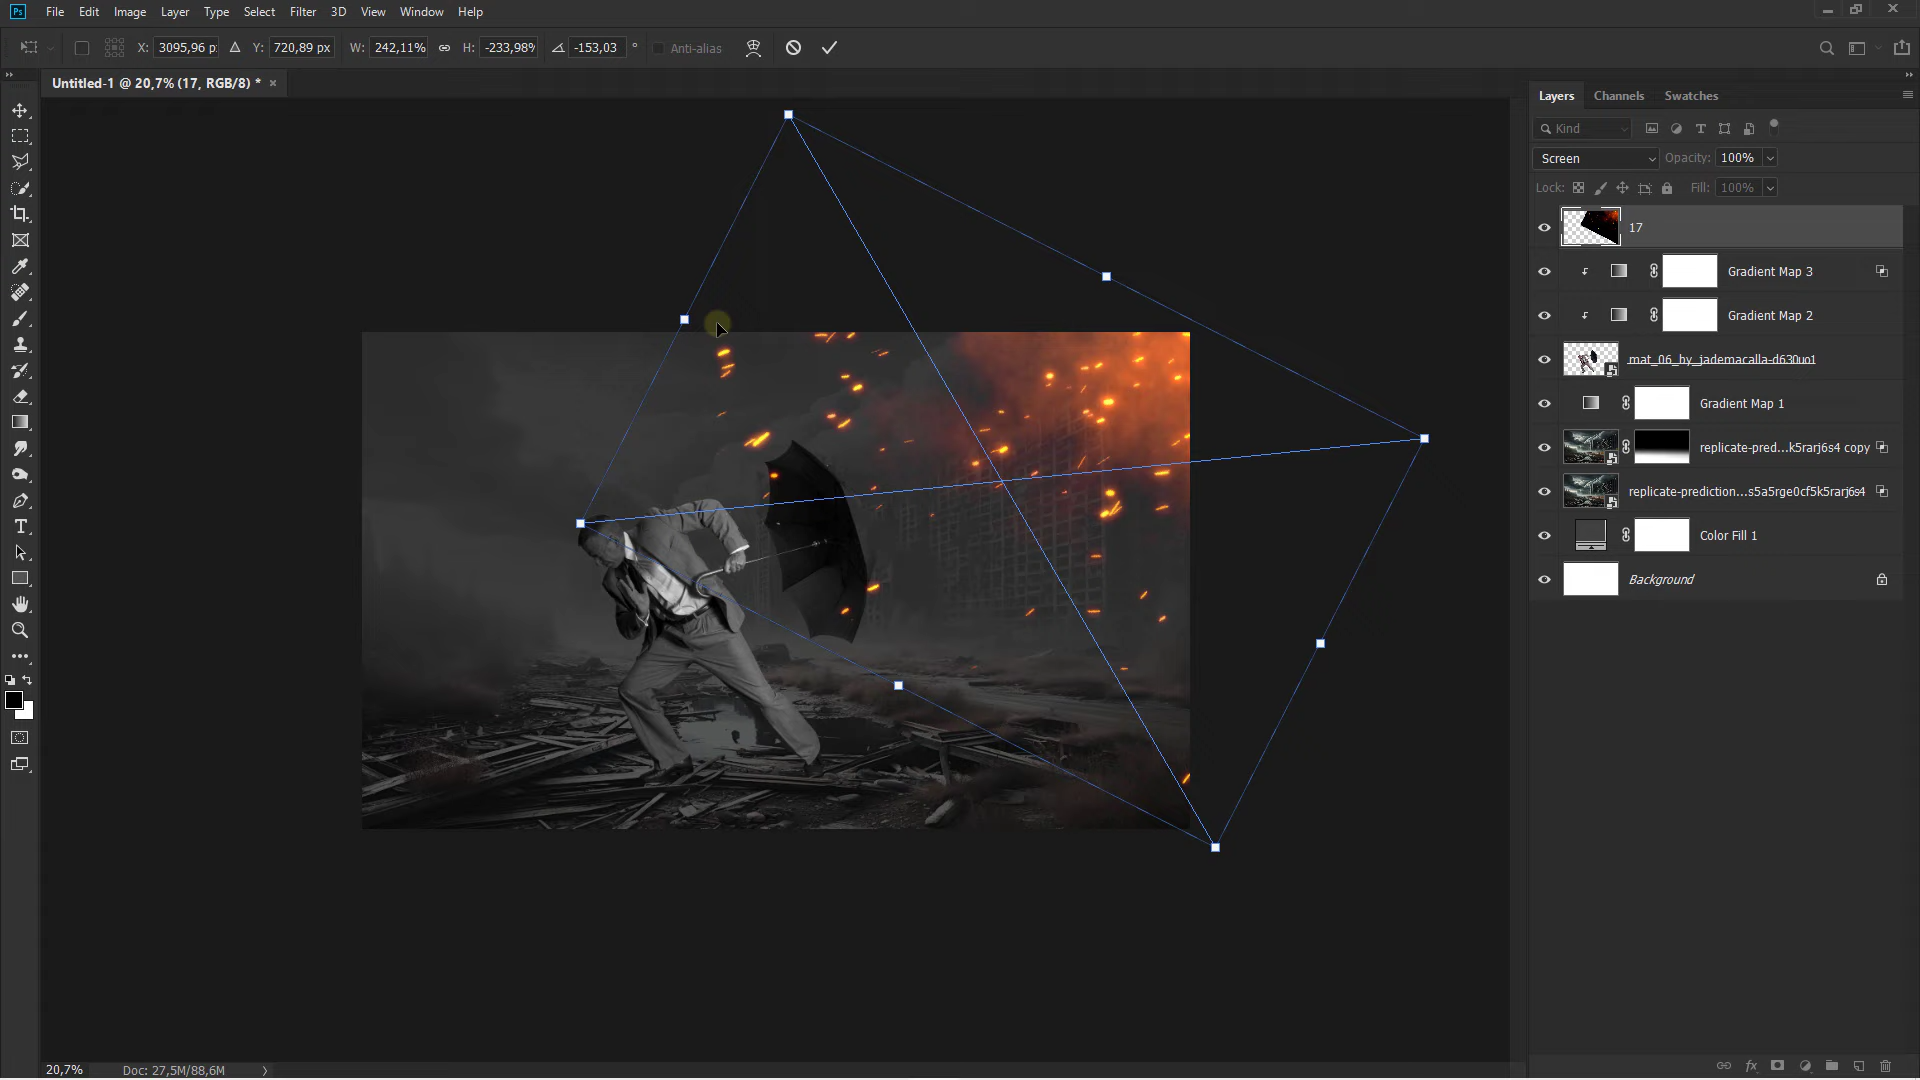 Ps File Edit Image Layer Type Select Filter 3D View Window Help
X: 3095,96 p Y: 720,89 px W: 242,11% H: -233,98% -153,03 ° Anti-alias
Untitled-1 @ 20,7% (17, RGB/8) * ×
Layers Channels Swatches
Kind
Screen Opacity: 100%
Lock: Fill: 100%
17
Gradient Map 3
Gradient Map 2
mat_06_by_jademacalla-d630uo1
Gradient Map 1
replicate-pred...k5rarj6s4 copy
replicate-prediction...s5a5rge0cf5k5rarj6s4
Color Fill 1
Background
20,7% Doc: 27,5M/88,6M